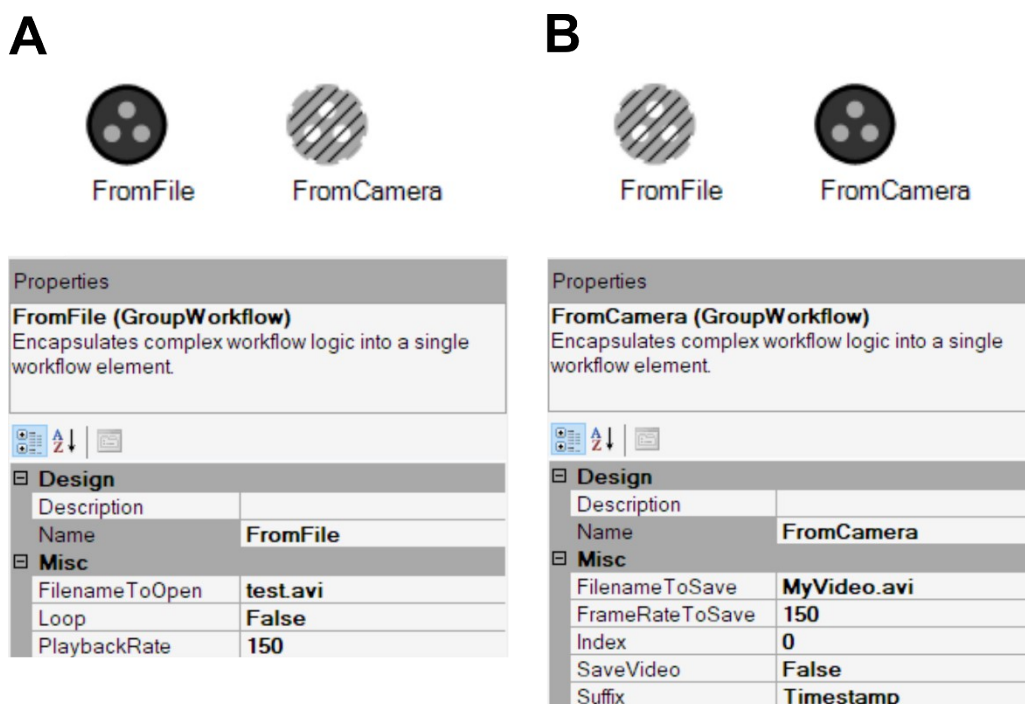 A
FromFile
FromCamera
Properties
FromFile (GroupWorkflow)
Encapsulates complex workflow logic into a single
workflow element.
Design
Description
Name FromFile
Misc
FilenameToOpen test.avi
Loop False
PlaybackRate 150
B
FromFile
FromCamera
Properties
FromCamera (GroupWorkflow)
Encapsulates complex workflow logic into a single
workflow element.
Design
Description
Name FromCamera
Misc
FilenameToSave MyVideo.avi
FrameRateToSave 150
Index 0
SaveVideo False
Suffix Timestamp